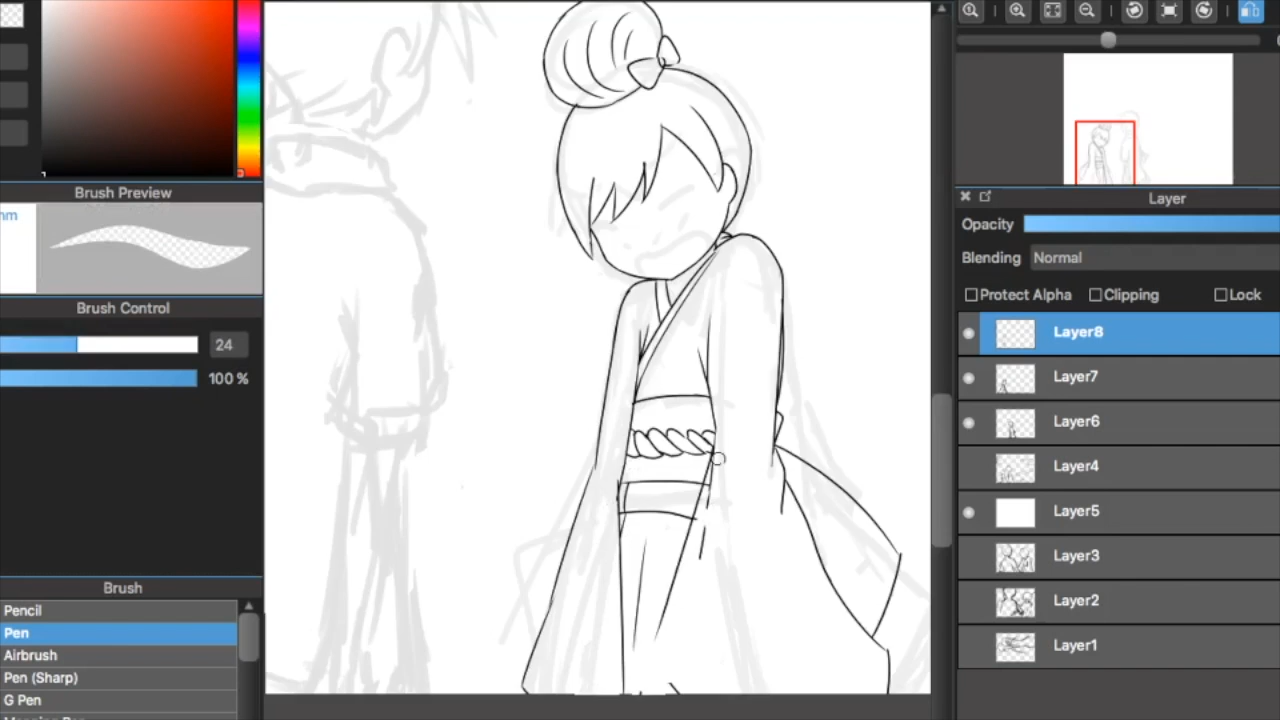 Brush Preview
mm
Brush Control
24
100 %
Brush
Pencil
Pen
Airbrush
Pen (Sharp)
G Pen
Layer
Opacity
Blending Normal
Protect Alpha Clipping Lock
Layer8
Layer7
Layer6
Layer4
Layer5
Layer3
Layer2
Layer1